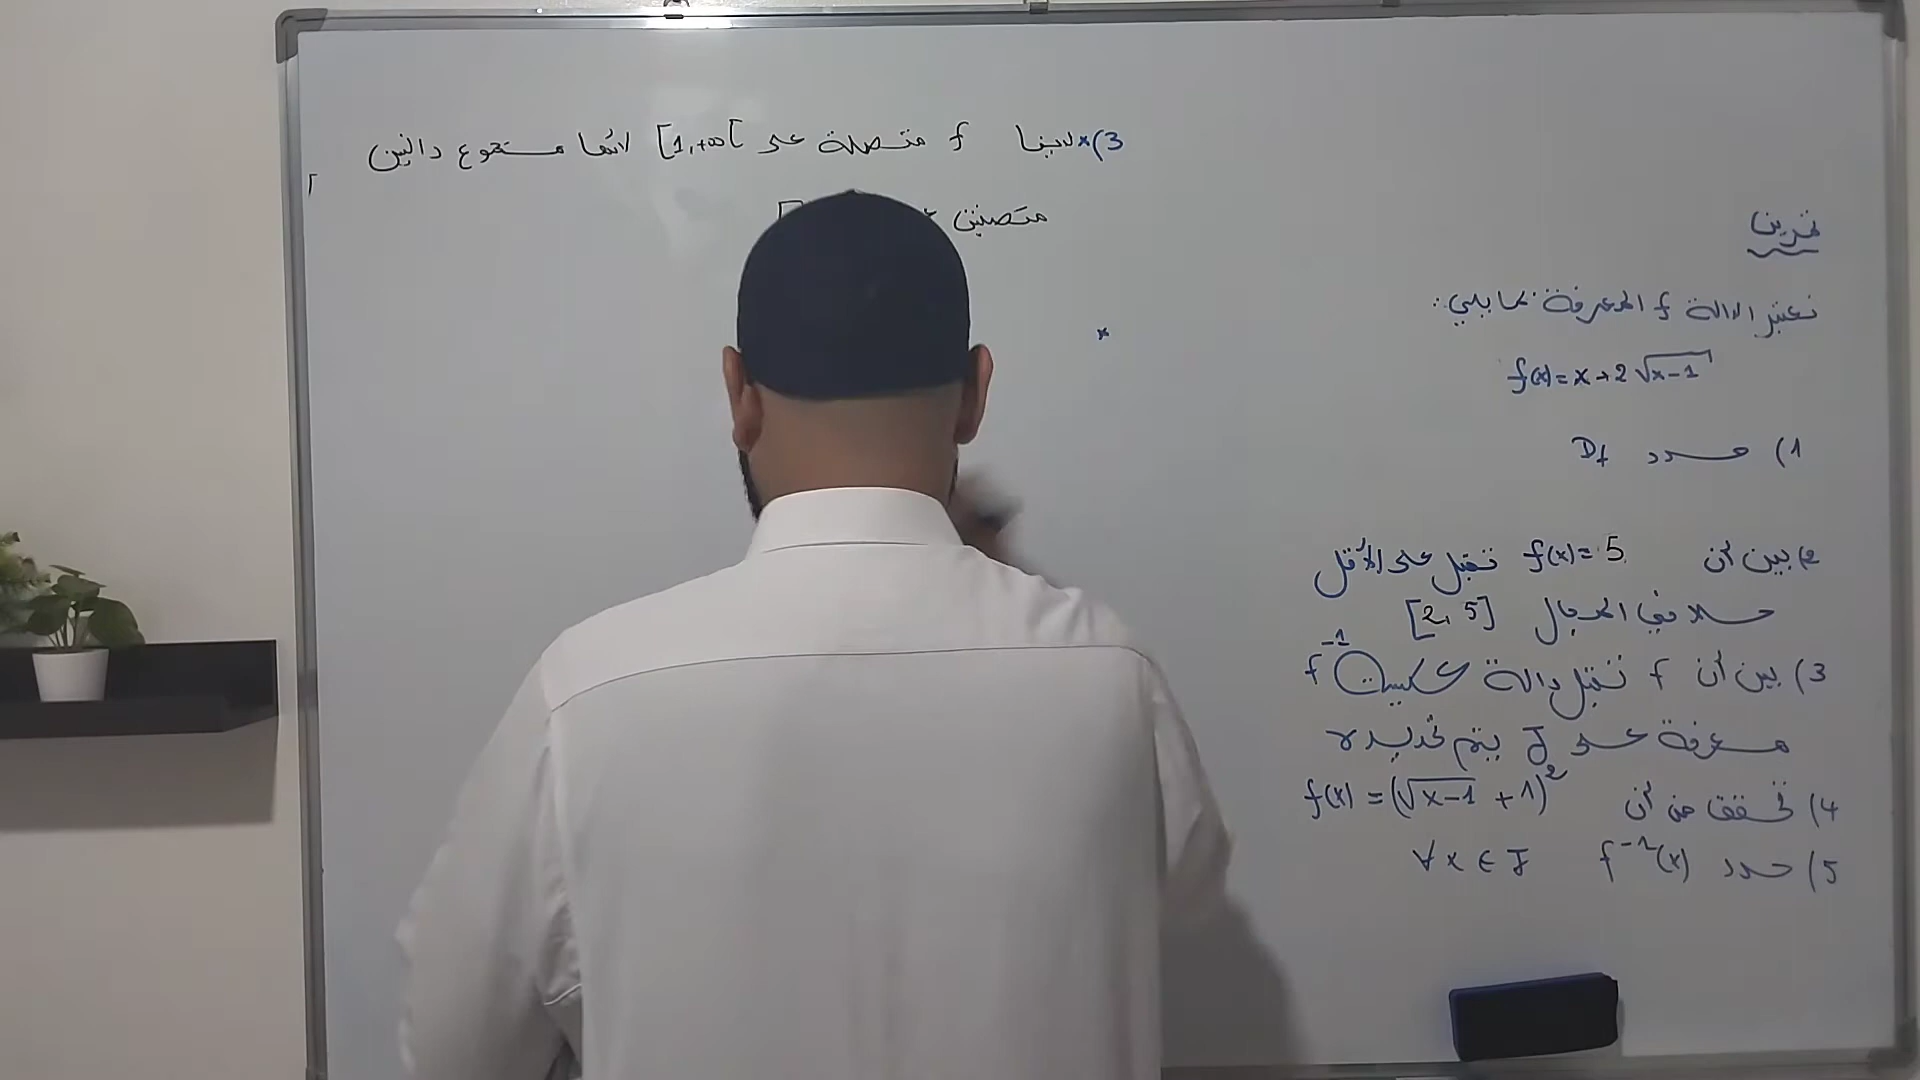 3)* لدينا f متصلة على [1,+∞[ لأنها مجموع دالتين
متصلتين
*
تمرين
نعتبر الدالة f المعرفة بما يلي:
f(x) = x + 2√x-1
1) حدد Df
2) بين أن f(x) = 5 تقبل على الأقل
حلا في المجال [2, 5]
3) بين أن f تقبل دالة عكسية f⁻¹
معرفة على J يتم تحديده
4) تحقق من أن f(x) = (√x-1 + 1)²
5) حدد f⁻¹(x) ∀x ∈ J